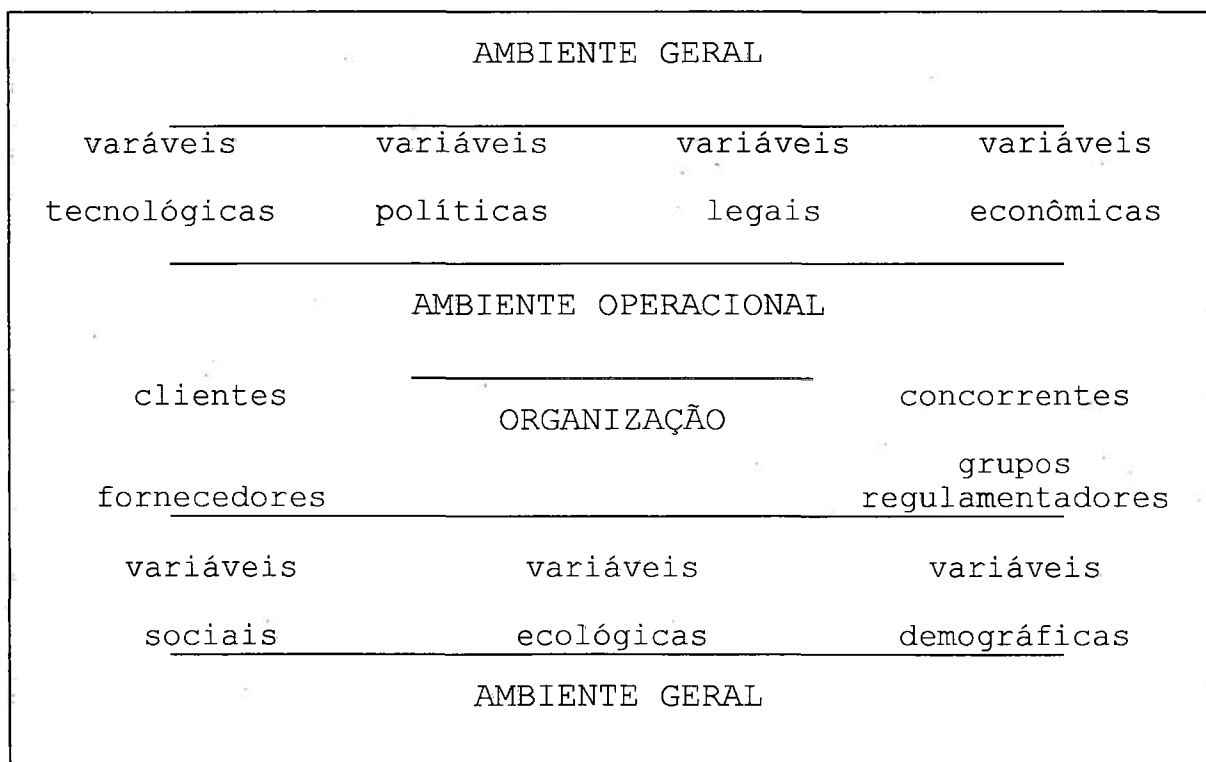 AMBIENTE GERAL
varáveis variáveis variáveis variáveis
tecnológicas políticas legais econômicas
AMBIENTE OPERACIONAL
clientes concorrentes
ORGANIZAÇÃO
grupos
fornecedores regulamentadores
variáveis variáveis variáveis
sociais ecológicas demográficas
AMBIENTE GERAL